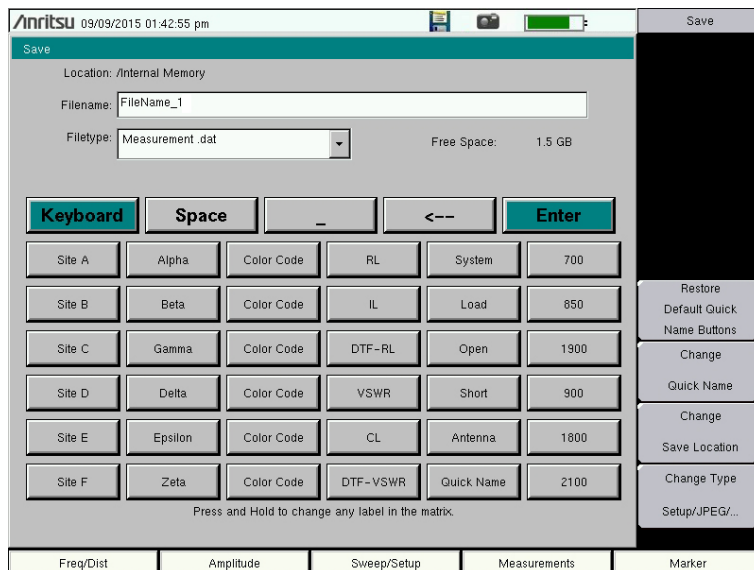 Anritsu 09/09/2015 01:42:55 pm
Save
Save
Location: /Internal Memory
Filename: FileName_1
Filetype: Measurement .dat
Free Space: 1.5 GB
Keyboard Space _ <-- Enter
Site A Alpha Color Code RL System 700
Site B Beta Color Code IL Load 850
Site C Gamma Color Code DTF-RL Open 1900
Site D Delta Color Code VSWR Short 900
Site E Epsilon Color Code CL Antenna 1800
Site F Zeta Color Code DTF-VSWR Quick Name 2100
Press and Hold to change any label in the matrix.
Restore
Default Quick
Name Buttons
Change
Quick Name
Change
Save Location
Change Type
Setup/JPEG/...
Freq/Dist Amplitude Sweep/Setup Measurements Marker